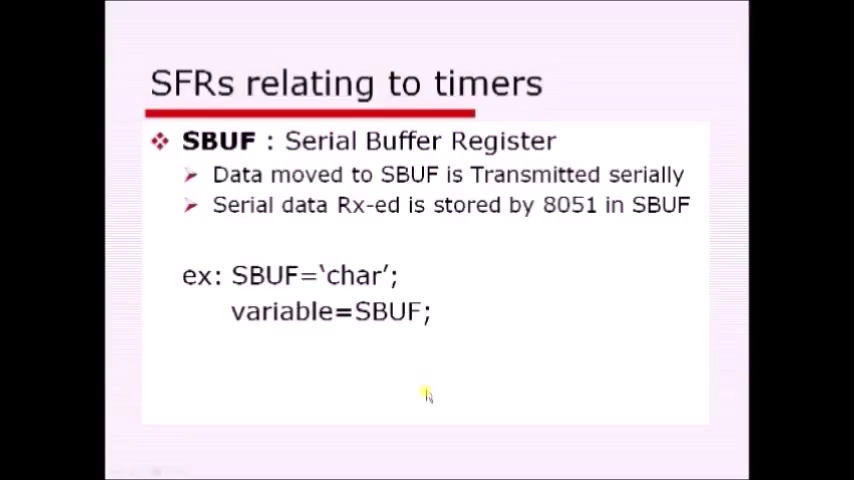 SFRs relating to timers
SBUF : Serial Buffer Register
Data moved to SBUF is Transmitted serially
Serial data Rx-ed is stored by 8051 in SBUF
ex: SBUF=‘char’;
variable=SBUF;